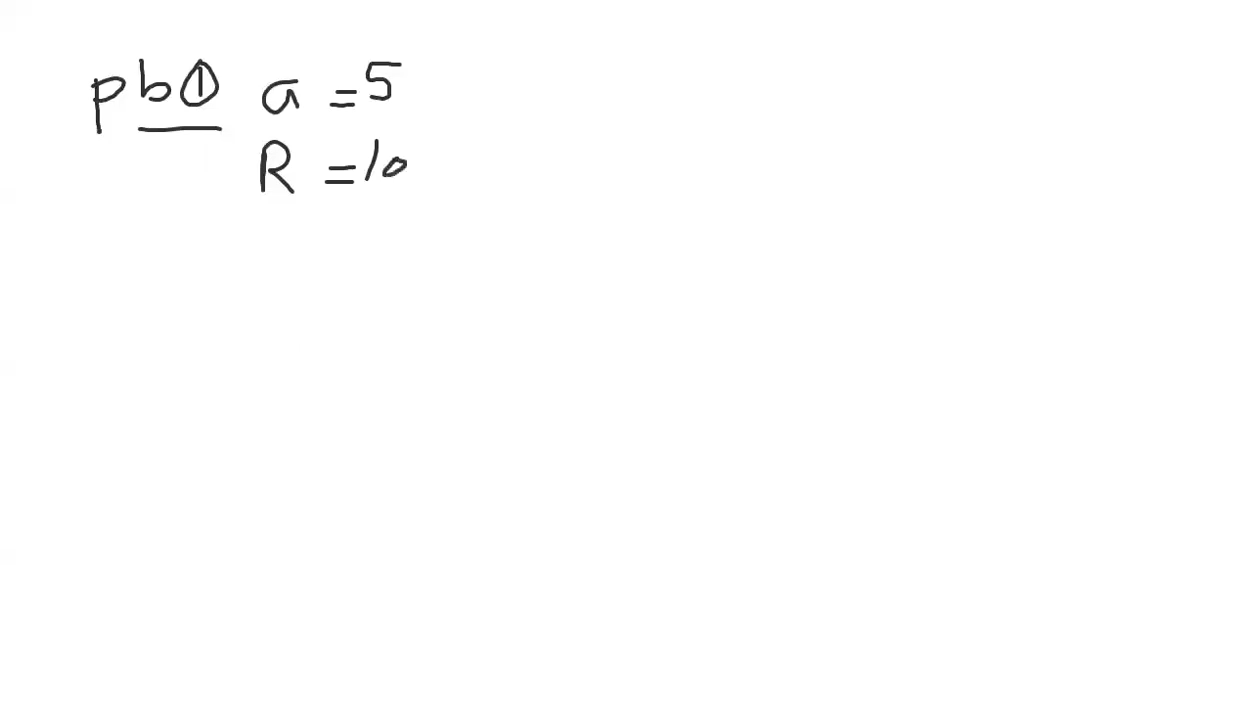 pb① a = 5
R = 10